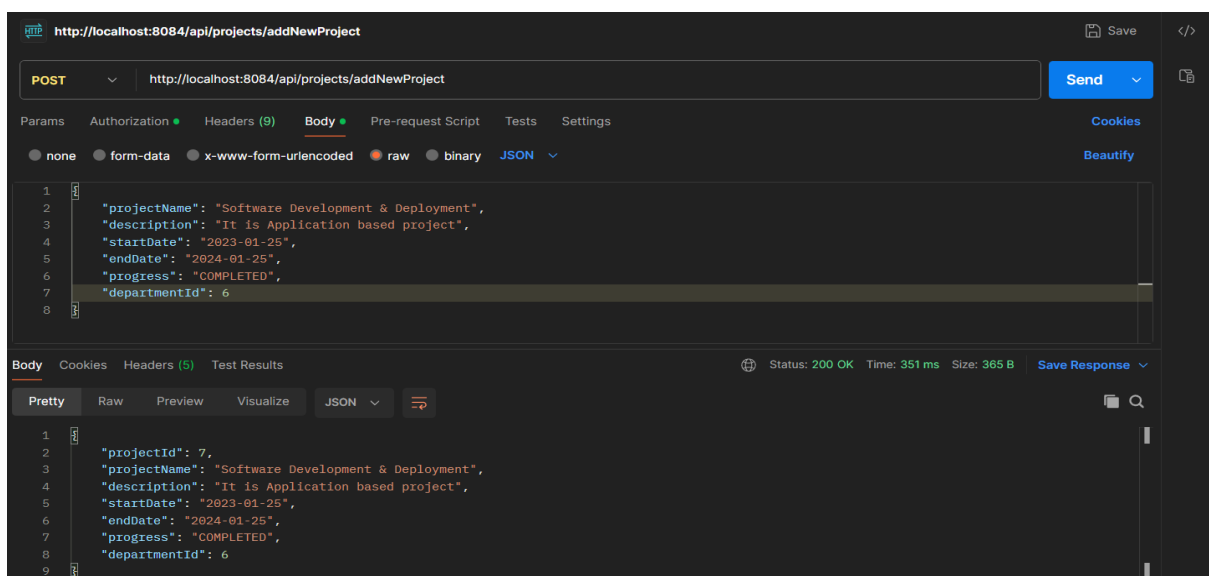 HTTP http://localhost:8084/api/projects/addNewProject Save </>
POST http://localhost:8084/api/projects/addNewProject Send
Params Authorization Headers (9) Body Pre-request Script Tests Settings Cookies
none form-data x-www-form-urlencoded raw binary JSON Beautify
1 {
2 "projectName": "Software Development & Deployment",
3 "description": "It is Application based project",
4 "startDate": "2023-01-25",
5 "endDate": "2024-01-25",
6 "progress": "COMPLETED",
7 "departmentId": 6
8 }
Body Cookies Headers (5) Test Results Status: 200 OK Time: 351 ms Size: 365 B Save Response
Pretty Raw Preview Visualize JSON
1 {
2 "projectId": 7,
3 "projectName": "Software Development & Deployment",
4 "description": "It is Application based project",
5 "startDate": "2023-01-25",
6 "endDate": "2024-01-25",
7 "progress": "COMPLETED",
8 "departmentId": 6
9 }